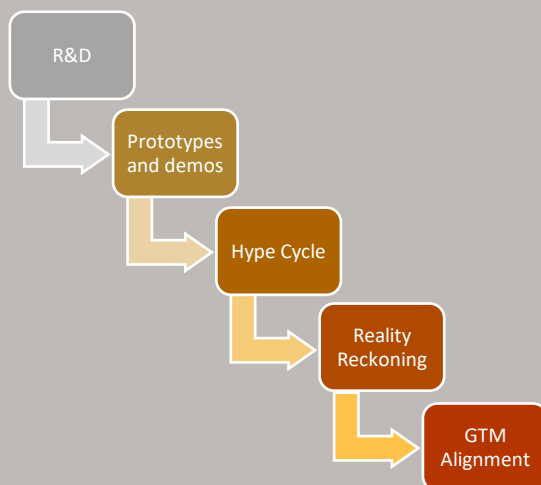 R&D
Prototypes
and demos
Hype Cycle
Reality
Reckoning
GTM
Alignment